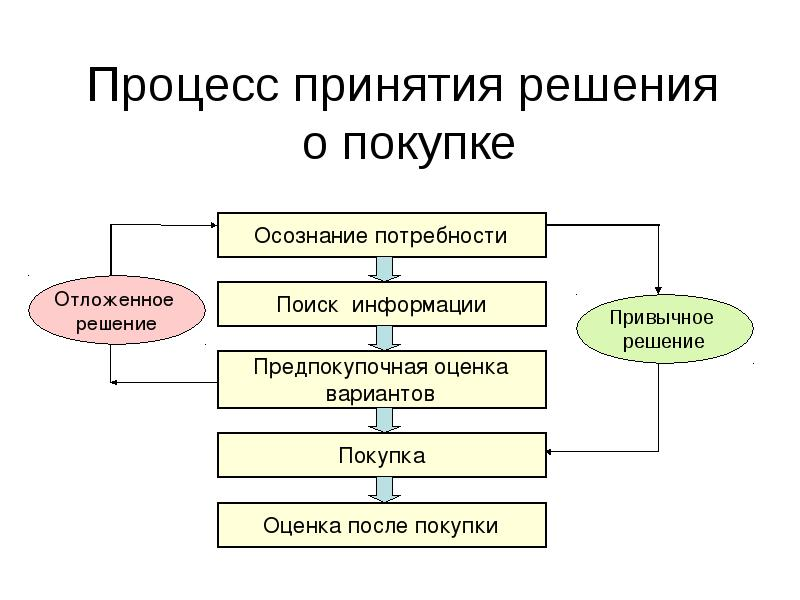 Процесс принятия решения
о покупке
Осознание потребности
Отложенное
решение
Поиск информации
Привычное
решение
Предпокупочная оценка
вариантов
Покупка
Оценка после покупки